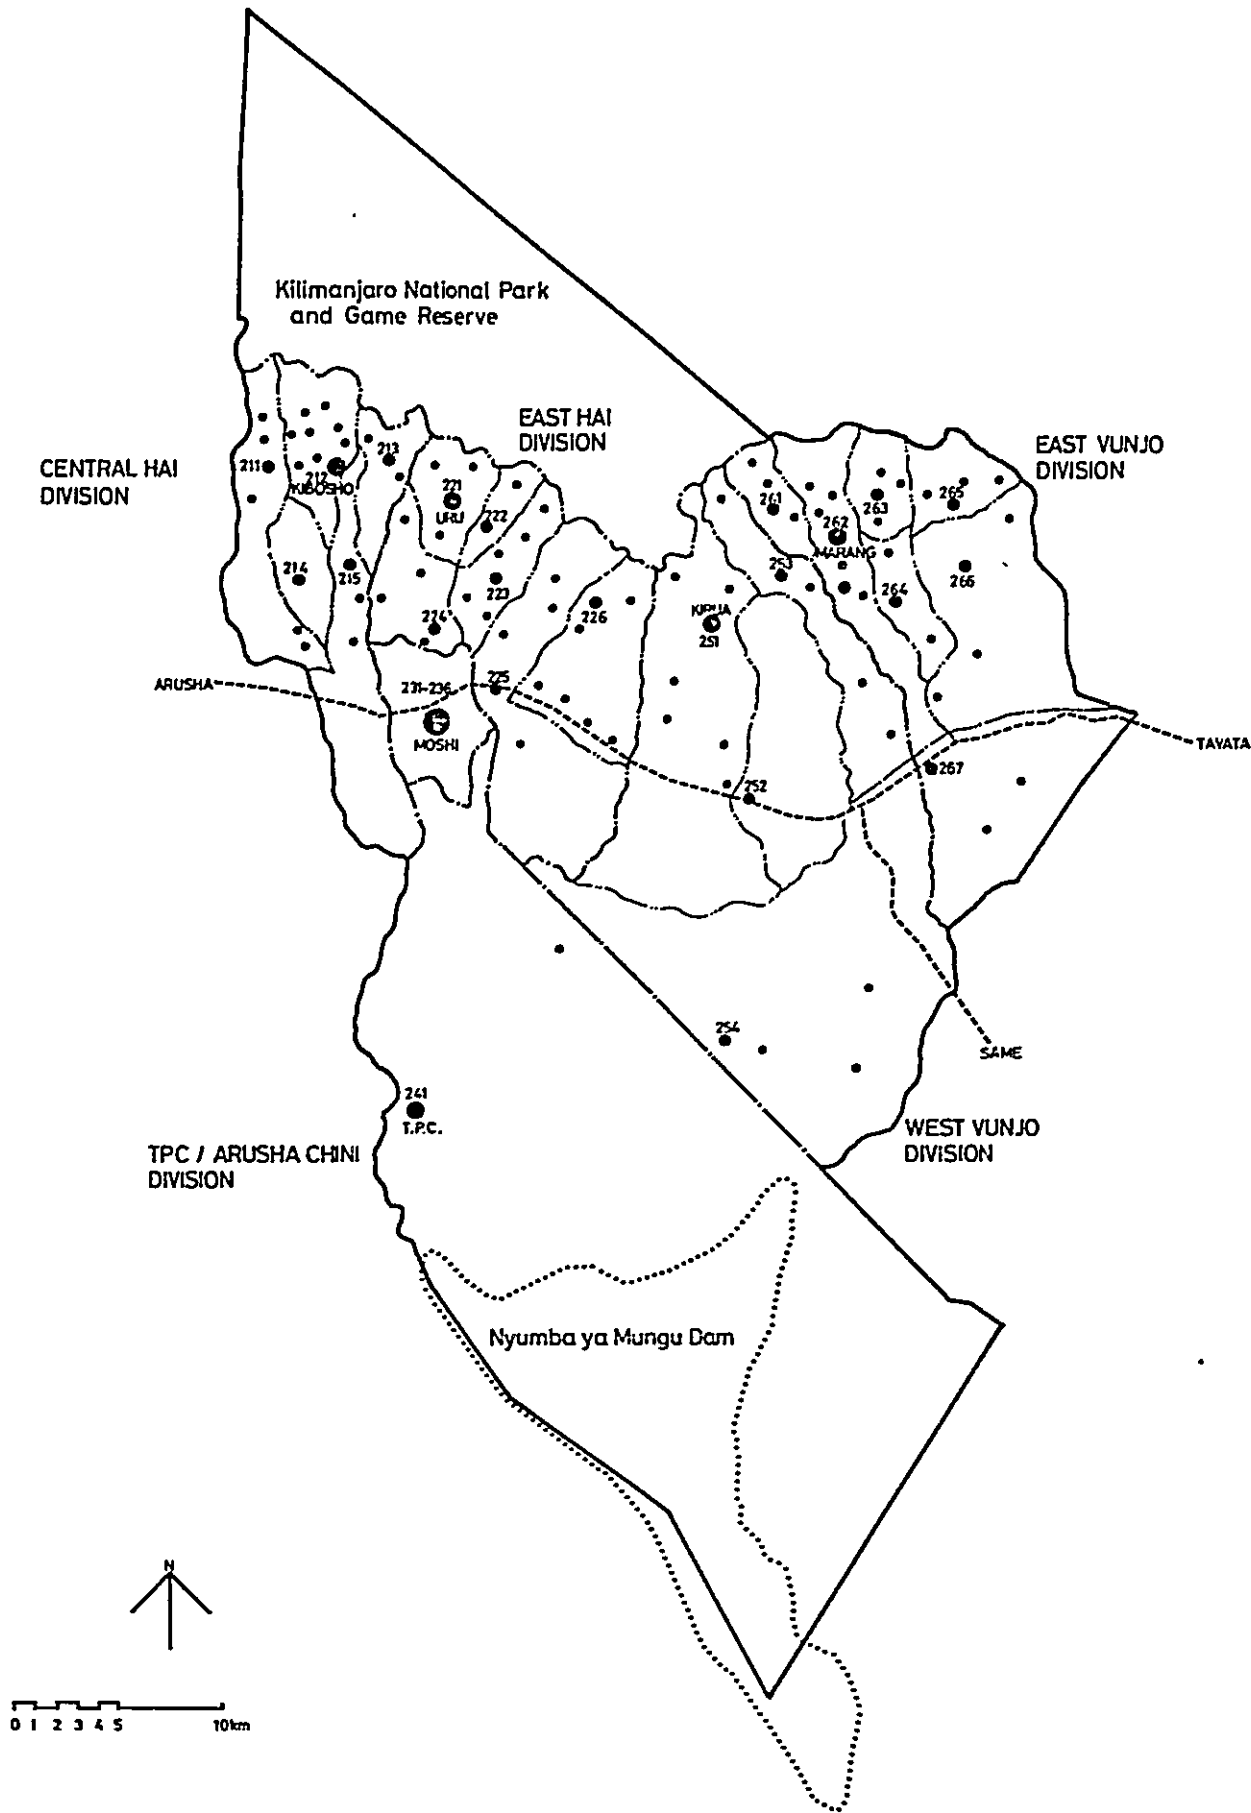 Kilimanjaro National Park
and Game Reserve
EAST HAI
DIVISION
EAST VUNJO
DIVISION
CENTRAL HAI
DIVISION
211
212
KIBOSHO
213
221
URU
222
261
262
MARANG
263
265
214
215
223
224
226
253
264
266
KIRUA
251
ARUSHA
231-236
MOSHI
225
TAVATA
267
252
254
SAME
241
T.P.C.
WEST VUNJO
DIVISION
TPC / ARUSHA CHINI
DIVISION
Nyumba ya Mungu Dam
N
0 1 2 3 4 5 10km